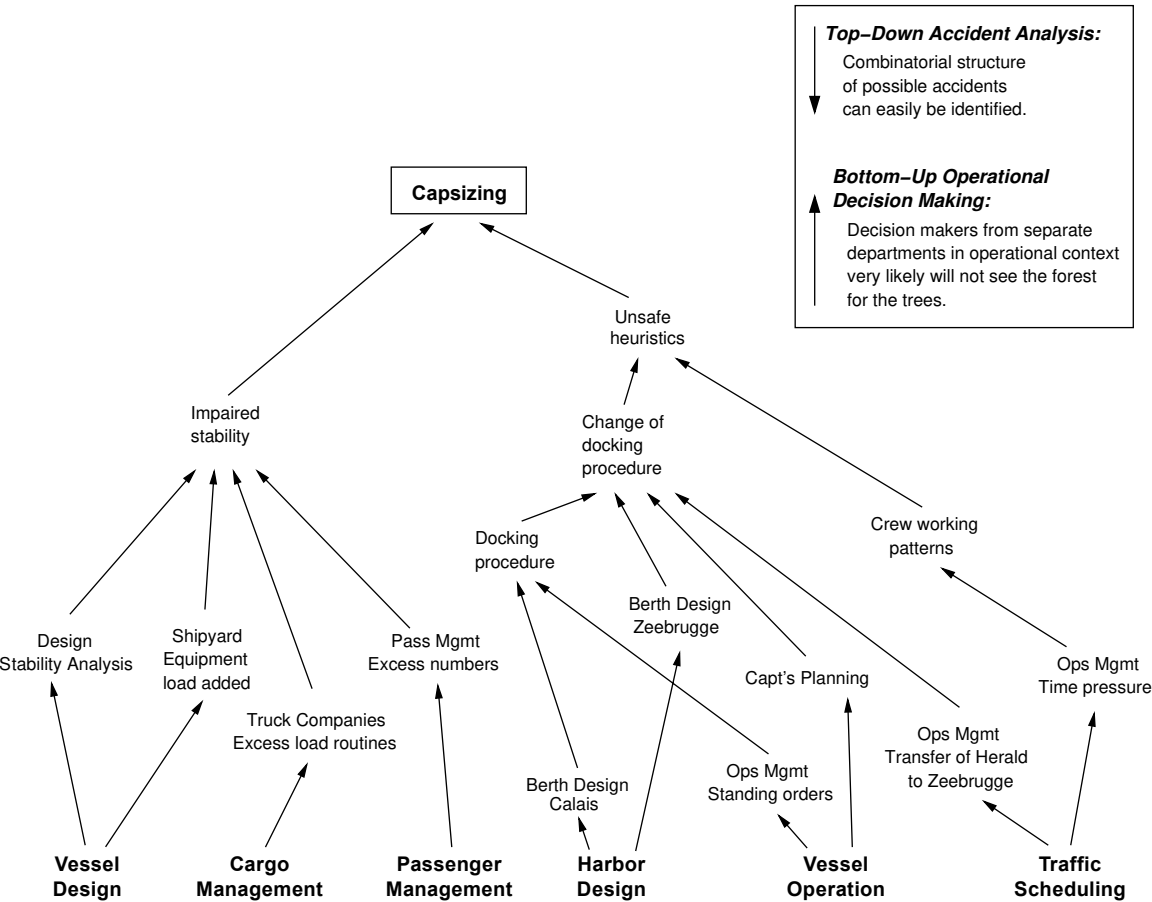 Top−Down Accident Analysis:
Combinatorial structure
of possible accidents
can easily be identified.
Bottom−Up Operational
Decision Making:
Decision makers from separate
departments in operational context
very likely will not see the forest
for the trees.
Capsizing
Unsafe
heuristics
Impaired
stability
Change of
docking
procedure
Crew working
patterns
Docking
procedure
Berth Design
Zeebrugge
Design
Stability Analysis
Shipyard
Equipment
load added
Truck Companies
Excess load routines
Pass Mgmt
Excess numbers
Berth Design
Calais
Ops Mgmt
Standing orders
Capt's Planning
Ops Mgmt
Transfer of Herald
to Zeebrugge
Ops Mgmt
Time pressure
Vessel
Design
Cargo
Management
Passenger
Management
Harbor
Design
Vessel
Operation
Traffic
Scheduling